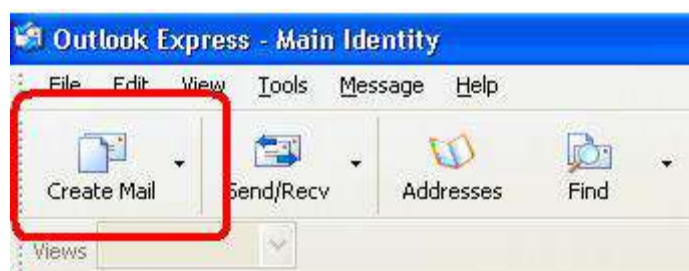 Outlook Express - Main Identity
File Edit View Tools Message Help
Create Mail Send/Recv Addresses Find
Views